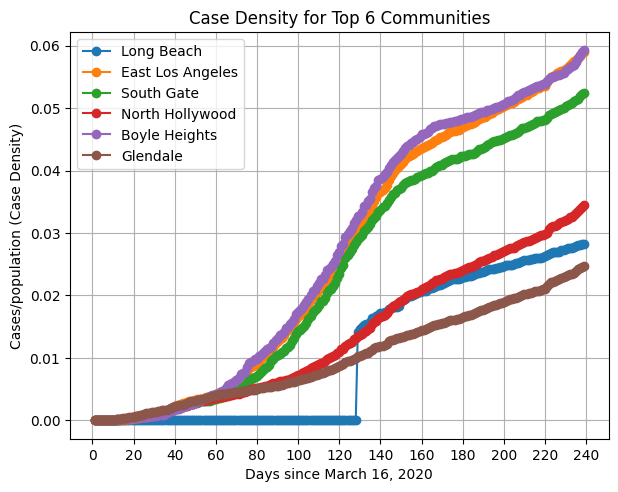 Case Density for Top 6 Communities
Long Beach
East Los Angeles
South Gate
North Hollywood
Boyle Heights
Glendale
Cases/population (Case Density)
0.06
0.05
0.04
0.03
0.02
0.01
0.00
0 20 40 60 80 100 120 140 160 180 200 220 240
Days since March 16, 2020